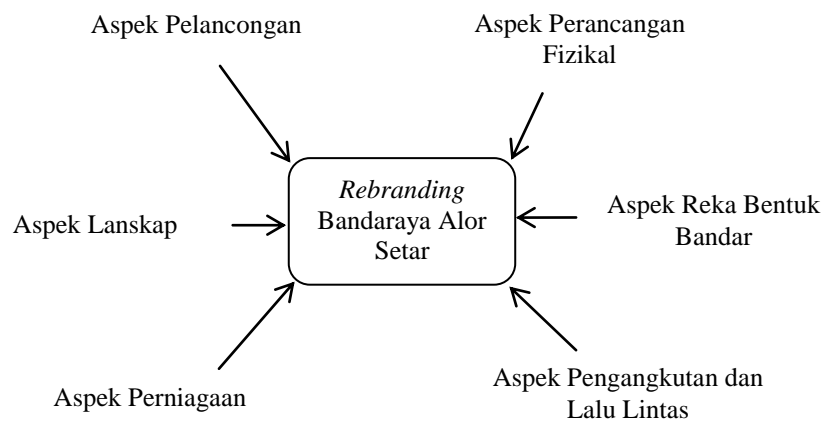 Aspek Pelancongan
Aspek Perancangan
Fizikal
Rebranding
Bandaraya Alor
Setar
Aspek Lanskap
Aspek Reka Bentuk
Bandar
Aspek Perniagaan
Aspek Pengangkutan dan
Lalu Lintas